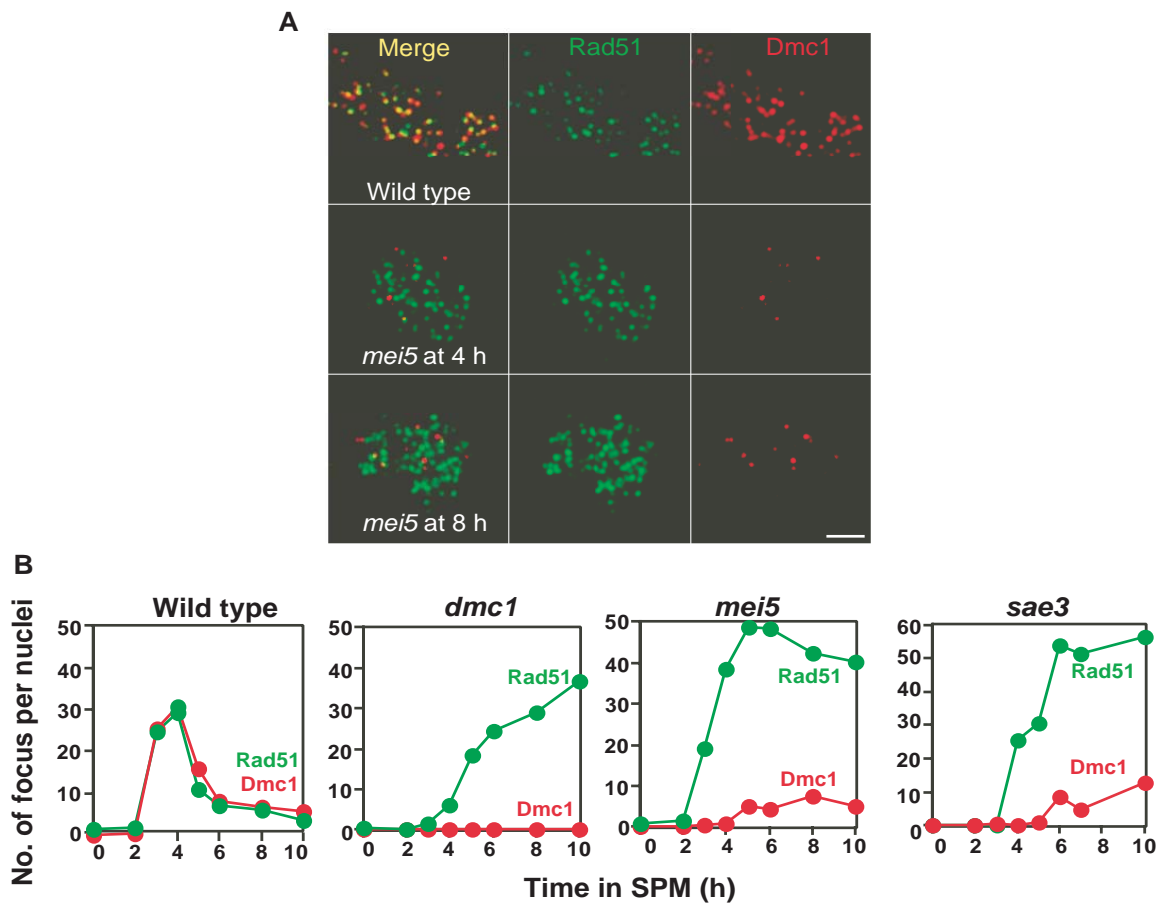 A
Merge
Rad51
Dmc1
Wild type
mei5 at 4 h
mei5 at 8 h
B
No. of focus per nuclei
Wild type
50
40
30
20
10
0
0 2 4 6 8 10
Rad51
Dmc1
dmc1
50
40
30
20
10
0
0 2 4 6 8 10
Rad51
Dmc1
mei5
50
40
30
20
10
0
0 2 4 6 8 10
Rad51
Dmc1
sae3
60
50
40
30
20
10
0
0 2 4 6 8 10
Rad51
Dmc1
Time in SPM (h)